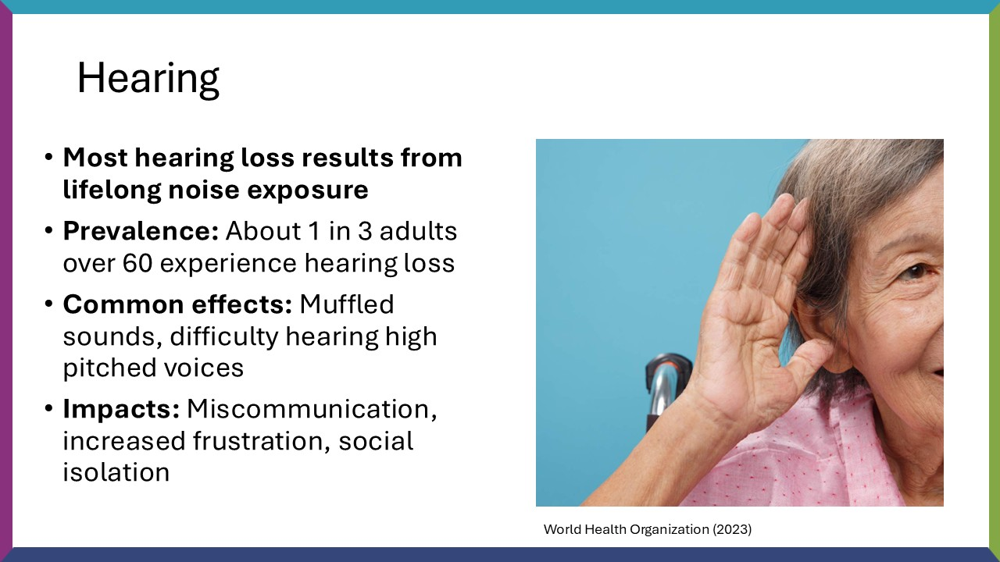 Hearing
• Most hearing loss results from
lifelong noise exposure
• Prevalence: About 1 in 3 adults
over 60 experience hearing loss
• Common effects: Muffled
sounds, difficulty hearing high
pitched voices
• Impacts: Miscommunication,
increased frustration, social
isolation
World Health Organization (2023)